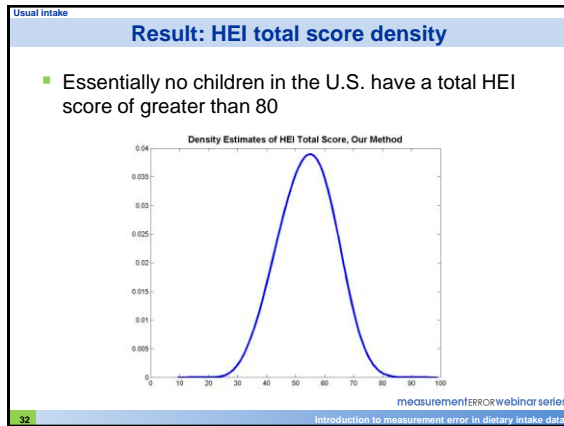 Usual intake
Result: HEI total score density
Essentially no children in the U.S. have a total HEI
score of greater than 80
Density Estimates of HEI Total Score, Our Method
0.04
0.035
0.03
0.025
0.02
0.015
0.01
0.005
0
0 10 20 30 40 50 60 70 80 90 100
measurementERRORwebinar series
32 Introduction to measurement error in dietary intake data